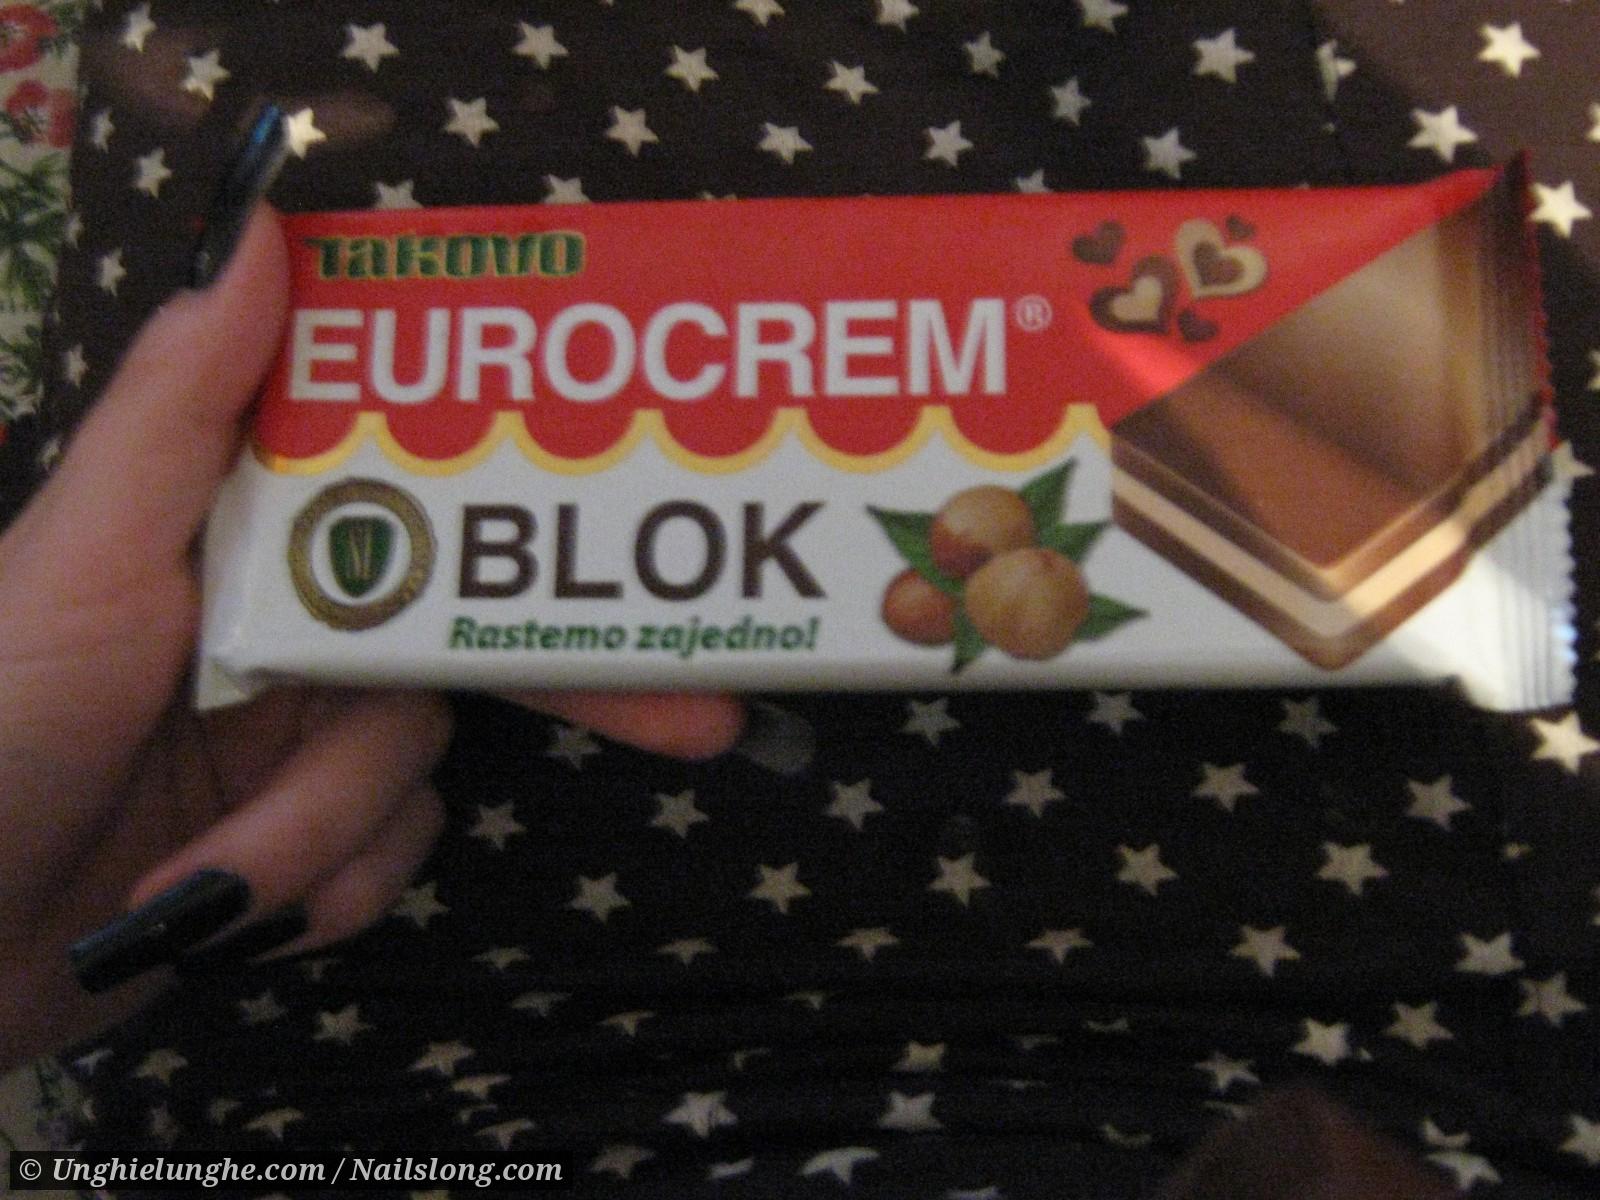 TAKOVO
EUROCREM®
BLOK
Rastemo zajedno!
© Unghielunghe.com / Nailslong.com